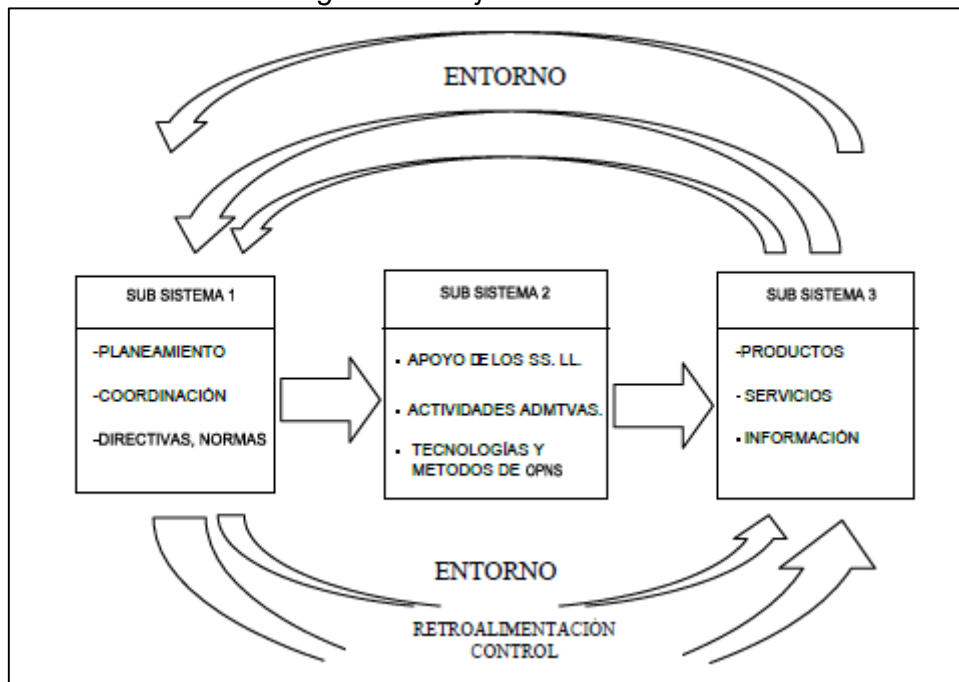 ENTORNO
SUB SISTEMA 1
-PLANEAMIENTO
-COORDINACIÓN
-DIRECTIVAS, NORMAS
SUB SISTEMA 2
▪ APOYO DE LOS SS. LL.
▪ ACTIVIDADES ADMTVAS.
▪ TECNOLOGÍAS Y
METODOS DE OPNS
SUB SISTEMA 3
-PRODUCTOS
- SERVICIOS
▪ INFORMACIÓN
ENTORNO
RETROALIMENTACIÓN
CONTROL